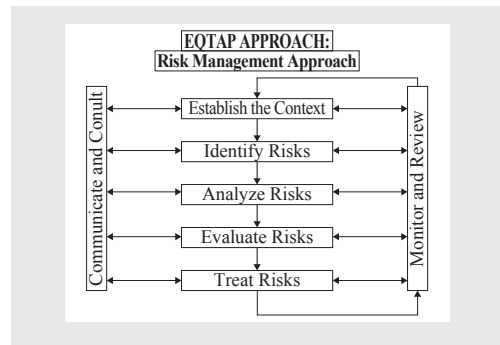 EQTAP APPROACH:
Risk Management Approach
Communicate and Conult
Establish the Context
Identify Risks
Analyze Risks
Evaluate Risks
Treat Risks
Monitor and Review